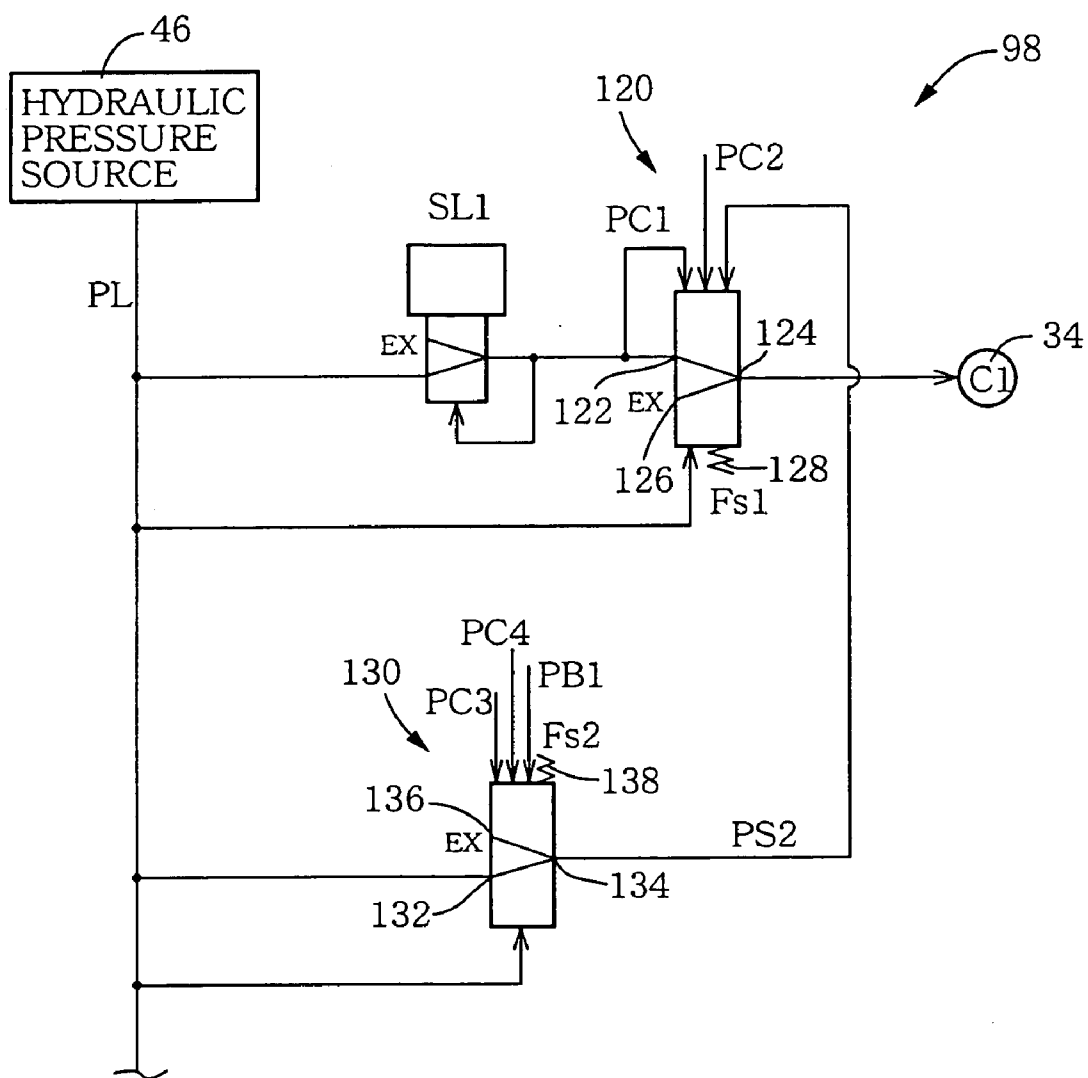 46
98
HYDRAULIC
PRESSURE
SOURCE
120
PC2
SL1
PC1
PL
EX
124
34
C1
122
EX
126
128
Fs1
PC4
130
PB1
PC3
Fs2
138
136
EX
PS2
132
134